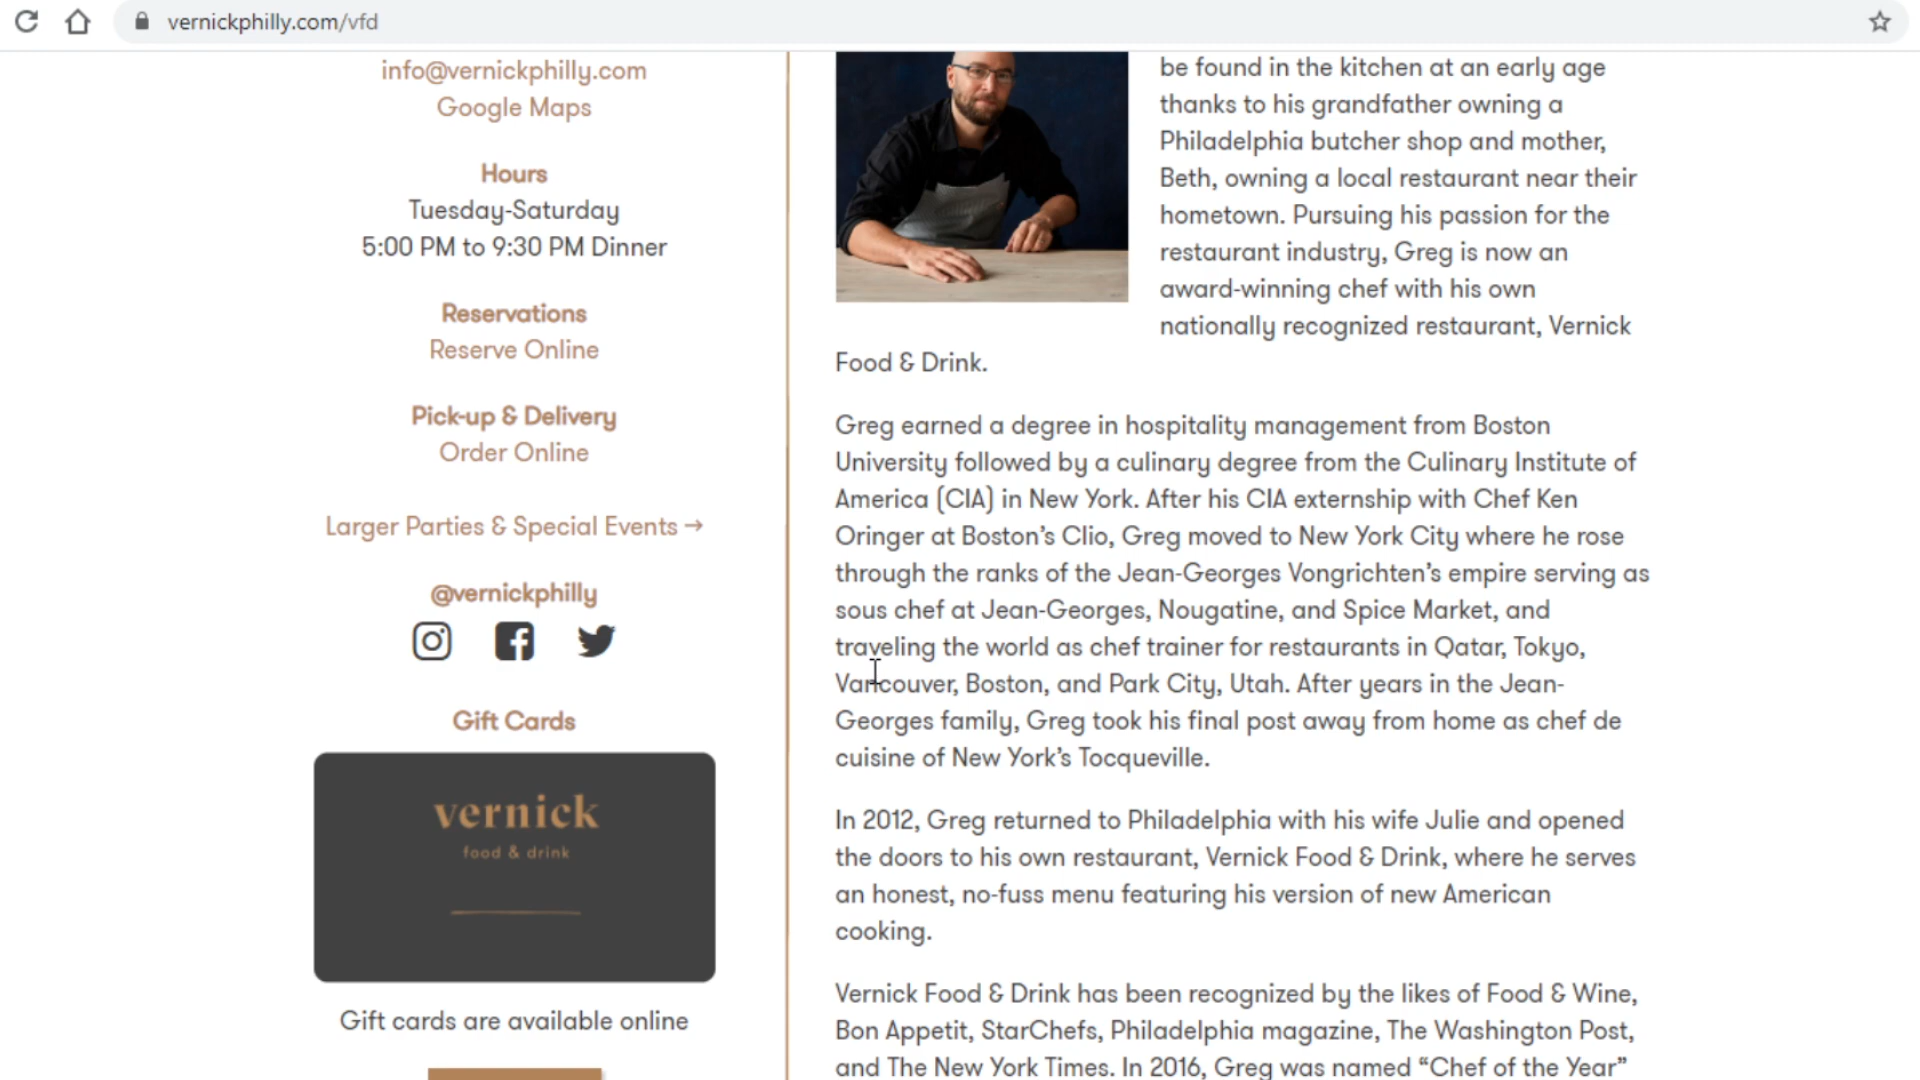 vernickphilly.com/vfd
info@vernickphilly.com
Google Maps
Hours
Tuesday-Saturday
5:00 PM to 9:30 PM Dinner
Reservations
Reserve Online
Pick-up & Delivery
Order Online
Larger Parties & Special Events →
@vernickphilly
Gift Cards
vernick
food & drink
Gift cards are available online
be found in the kitchen at an early age
thanks to his grandfather owning a
Philadelphia butcher shop and mother,
Beth, owning a local restaurant near their
hometown. Pursuing his passion for the
restaurant industry, Greg is now an
award-winning chef with his own
nationally recognized restaurant, Vernick
Food & Drink.
Greg earned a degree in hospitality management from Boston
University followed by a culinary degree from the Culinary Institute of
America (CIA) in New York. After his CIA externship with Chef Ken
Oringer at Boston's Clio, Greg moved to New York City where he rose
through the ranks of the Jean-Georges Vongrichten's empire serving as
sous chef at Jean-Georges, Nougatine, and Spice Market, and
traveling the world as chef trainer for restaurants in Qatar, Tokyo,
Vancouver, Boston, and Park City, Utah. After years in the Jean-
Georges family, Greg took his final post away from home as chef de
cuisine of New York's Tocqueville.
In 2012, Greg returned to Philadelphia with his wife Julie and opened
the doors to his own restaurant, Vernick Food & Drink, where he serves
an honest, no-fuss menu featuring his version of new American
cooking.
Vernick Food & Drink has been recognized by the likes of Food & Wine,
Bon Appetit, StarChefs, Philadelphia magazine, The Washington Post,
and The New York Times. In 2016, Greg was named “Chef of the Year”